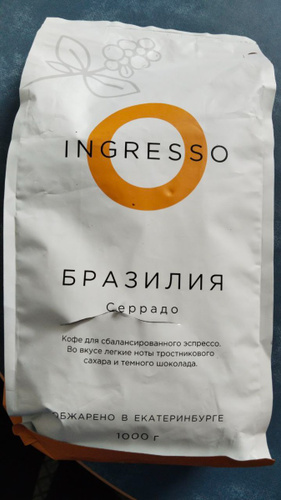 INGRESSO
БРАЗИЛИЯ
Серрадо
Кофе для сбалансированного эспрессо.
Во вкусе легкие ноты тростникового
сахара и темного шоколада.
ОБЖАРЕНО В ЕКАТЕРИНБУРГЕ
1000 г